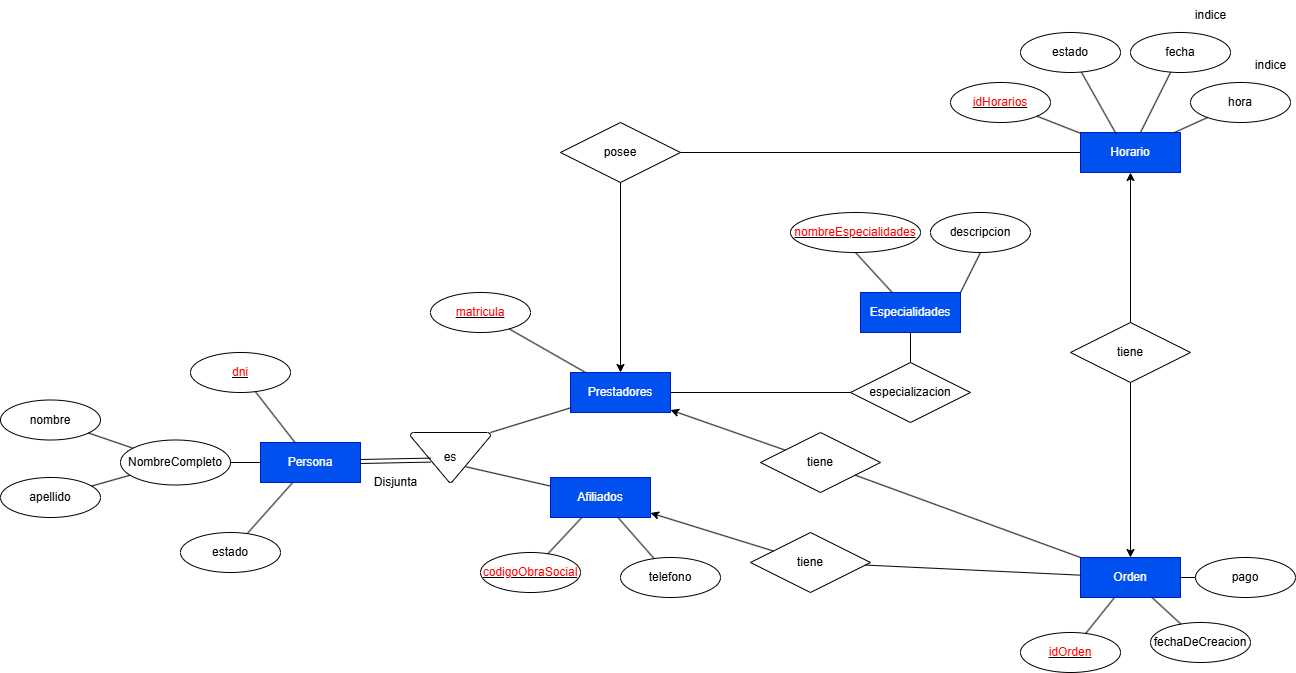 indice
estado
fecha
indice
idHorarios
hora
posee
Horario
nombreEspecialidades
descripcion
matricula
Especialidades
tiene
dni
Prestadores
especializacion
nombre
NombreCompleto
Persona
es
tiene
Disjunta
apellido
Afiliados
estado
codigoObraSocial
telefono
tiene
Orden
pago
idOrden
fechaDeCreacion